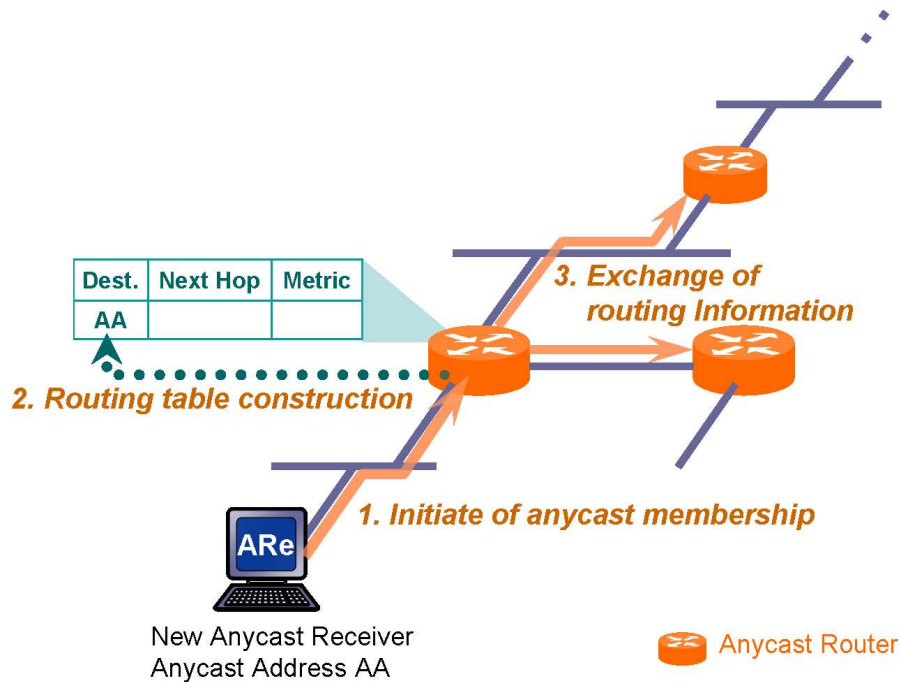 3. Exchange of
routing Information
Dest. Next Hop Metric
AA
2. Routing table construction
1. Initiate of anycast membership
ARe
New Anycast Receiver
Anycast Address AA
Anycast Router